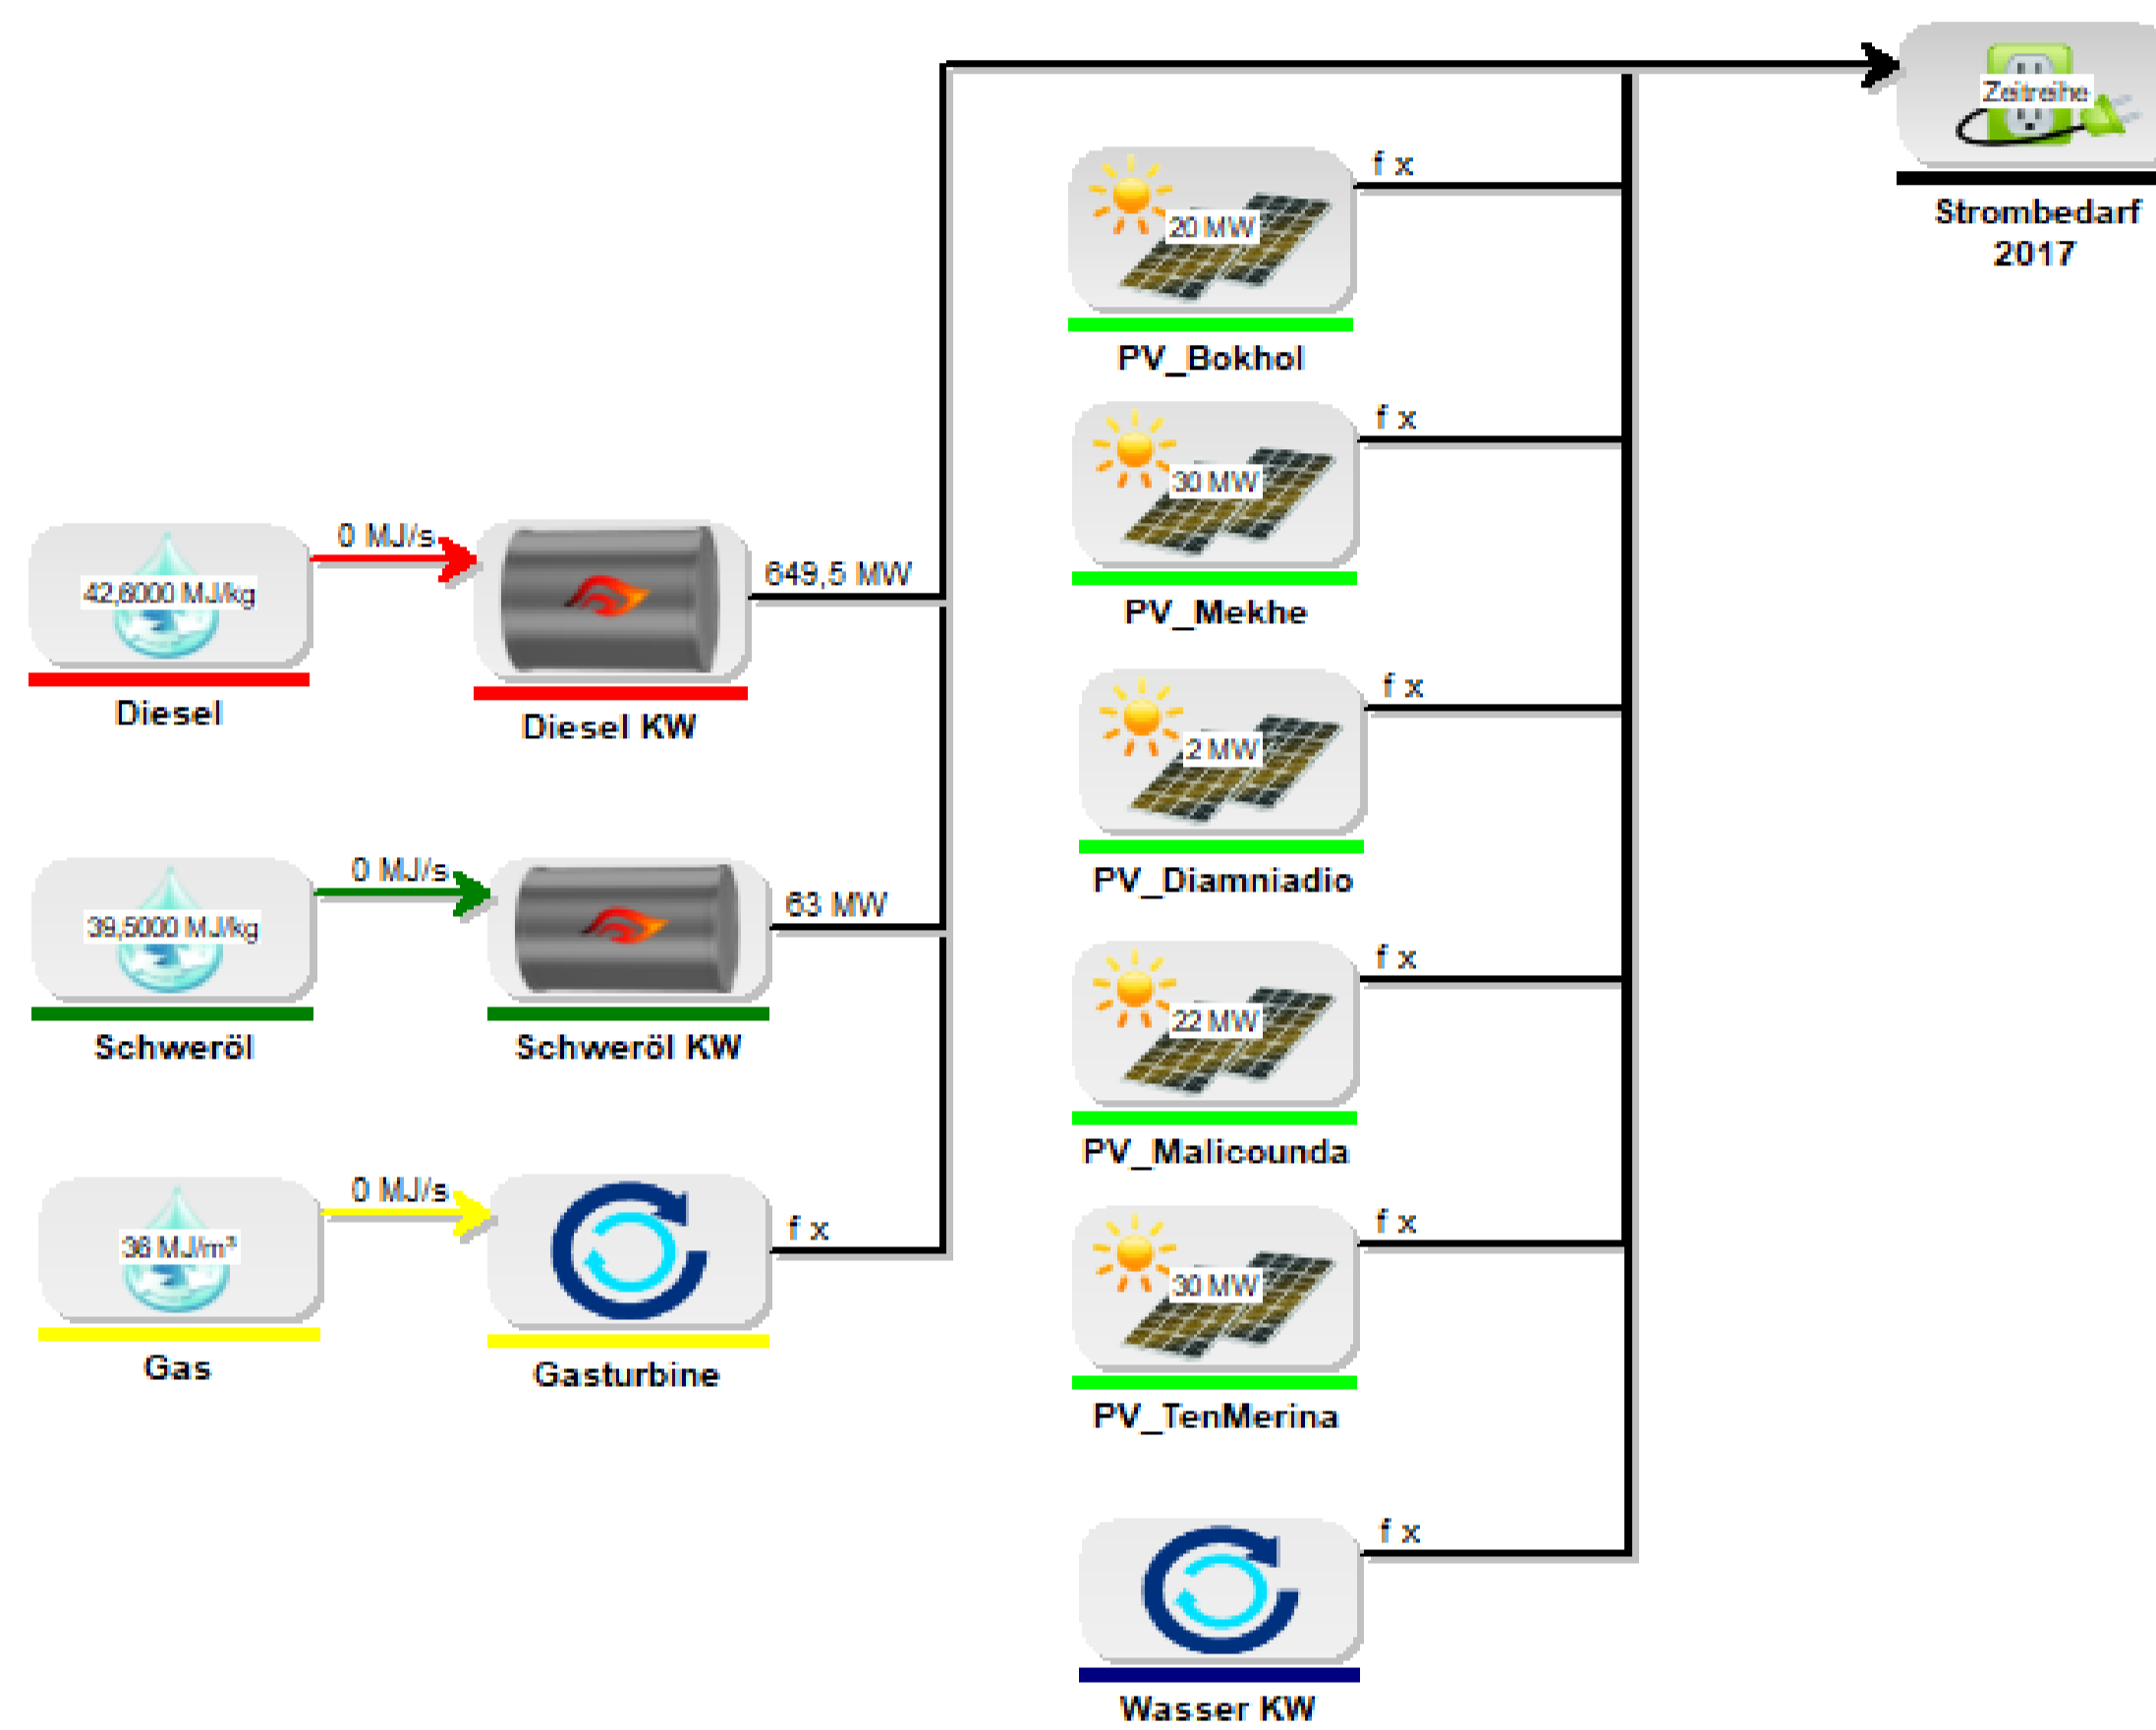 Zeitreihe
Strombedarf
2017
f x
20 MW
PV_Bokhol
f x
30 MW
PV_Mekhe
0 MJ/s
42,6000 MJ/kg
Diesel
649,5 MW
Diesel KW
f x
2 MW
PV_Diamniadio
0 MJ/s
39,5000 MJ/kg
Schweröl
63 MW
Schweröl KW
f x
22 MW
PV_Malicounda
0 MJ/s
36 MJ/m³
Gas
f x
Gasturbine
f x
30 MW
PV_TenMerina
f x
Wasser KW